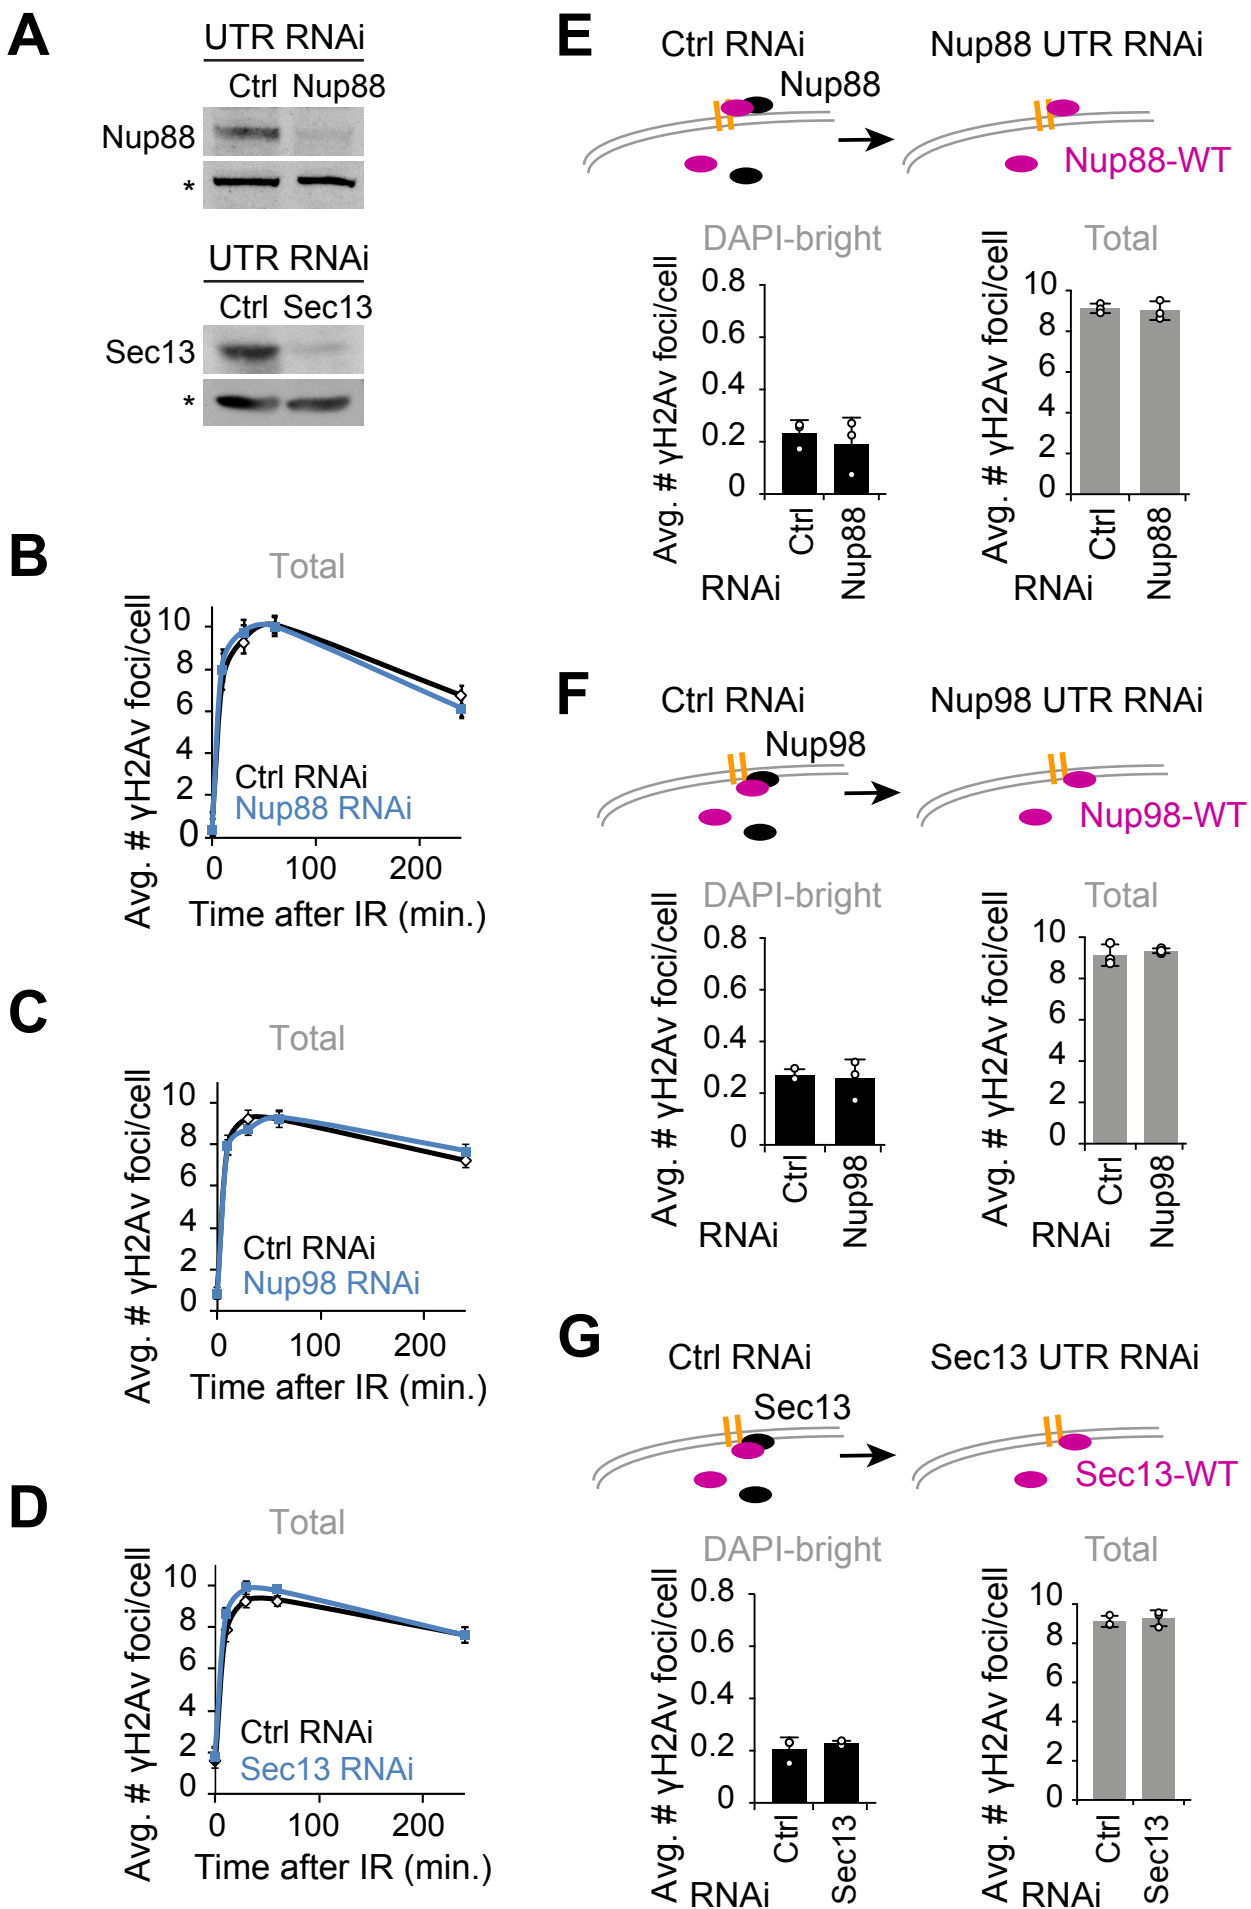 A
UTR RNAi
Ctrl Nup88
Nup88
*
UTR RNAi
Ctrl Sec13
Sec13
*
B
Total
Avg. # γH2Av foci/cell
10
8
6
4
2
0
Ctrl RNAi
Nup88 RNAi
0 100 200
Time after IR (min.)
C
Total
Avg. # γH2Av foci/cell
10
8
6
4
2
0
Ctrl RNAi
Nup98 RNAi
0 100 200
Time after IR (min.)
D
Total
Avg. # γH2Av foci/cell
10
8
6
4
2
0
Ctrl RNAi
Sec13 RNAi
0 100 200
Time after IR (min.)
E
Ctrl RNAi
Nup88 UTR RNAi
Nup88
Nup88-WT
DAPI-bright
Avg. # γH2Av foci/cell
0.8
0.6
0.4
0.2
0
Ctrl
Nup88
RNAi
Total
Avg. # γH2Av foci/cell
10
8
6
4
2
0
Ctrl
Nup88
RNAi
F
Ctrl RNAi
Nup98 UTR RNAi
Nup98
Nup98-WT
DAPI-bright
Avg. # γH2Av foci/cell
0.8
0.6
0.4
0.2
0
Ctrl
Nup98
RNAi
Total
Avg. # γH2Av foci/cell
10
8
6
4
2
0
Ctrl
Nup98
RNAi
G
Ctrl RNAi
Sec13 UTR RNAi
Sec13
Sec13-WT
DAPI-bright
Avg. # γH2Av foci/cell
0.8
0.6
0.4
0.2
0
Ctrl
Sec13
RNAi
Total
Avg. # γH2Av foci/cell
10
8
6
4
2
0
Ctrl
Sec13
RNAi